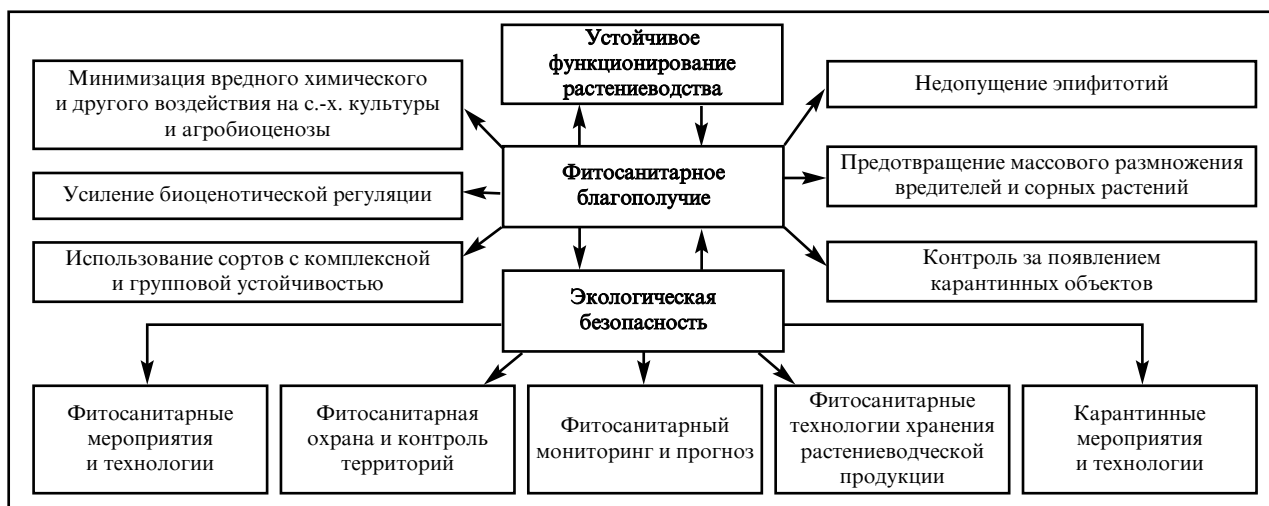 Устойчивое
функционирование
растениеводства
Минимизация вредного химического
и другого воздействия на с.-х. культуры
и агробиоценозы
Недопущение эпифитотий
Фитосанитарное
благополучие
Усиление биоценотической регуляции
Предотвращение массового размножения
вредителей и сорных растений
Использование сортов с комплексной
и групповой устойчивостью
Контроль за появлением
карантинных объектов
Экологическая
безопасность
Фитосанитарные
мероприятия
и технологии
Фитосанитарная
охрана и контроль
территорий
Фитосанитарный
мониторинг и прогноз
Фитосанитарные
технологии хранения
растениеводческой
продукции
Карантинные
мероприятия
и технологии